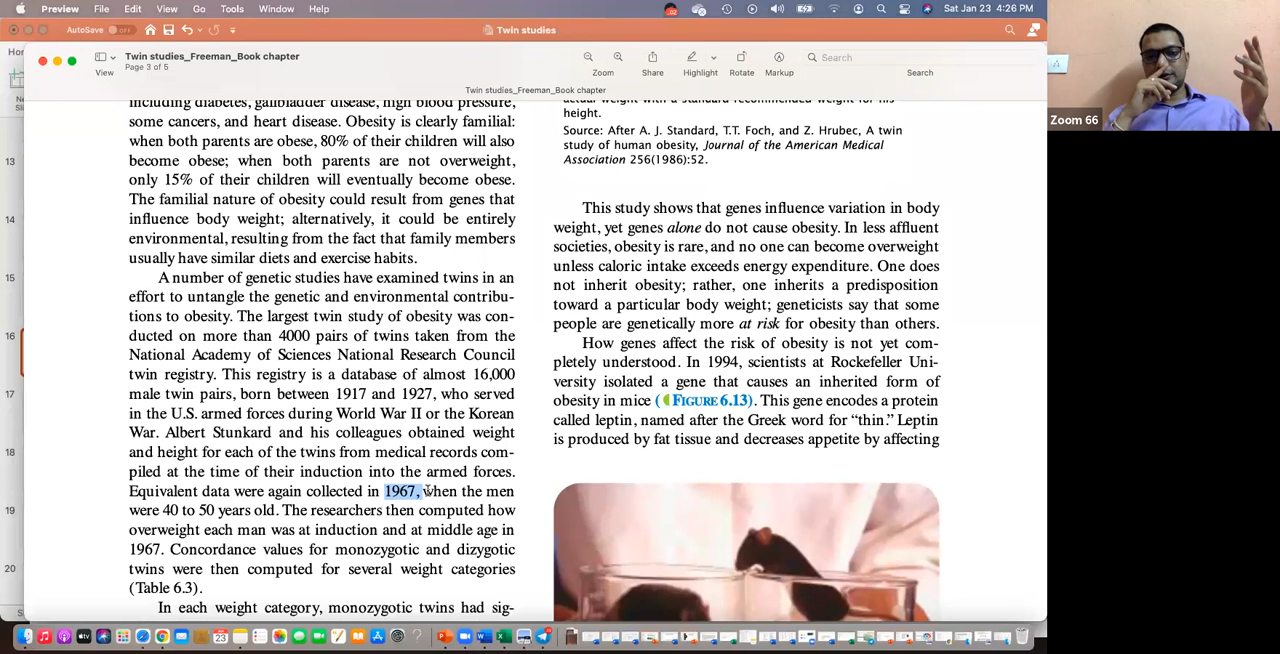 Preview File Edit View Go Tools Window Help
Sat Jan 23 4:26 PM
AutoSave OFF
Twin studies
Twin studies_Freeman_Book chapter
Page 3 of 5
View
Zoom
Share
Highlight
Rotate
Markup
Search
Search
Twin studies_Freeman_Book chapter
Zoom 66
13
14
15
16
17
18
19
20
including diabetes, gallbladder disease, high blood pressure,
some cancers, and heart disease. Obesity is clearly familial:
when both parents are obese, 80% of their children will also
become obese; when both parents are not overweight,
only 15% of their children will eventually become obese.
The familial nature of obesity could result from genes that
influence body weight; alternatively, it could be entirely
environmental, resulting from the fact that family members
usually have similar diets and exercise habits.
A number of genetic studies have examined twins in an
effort to untangle the genetic and environmental contribu-
tions to obesity. The largest twin study of obesity was con-
ducted on more than 4000 pairs of twins taken from the
National Academy of Sciences National Research Council
twin registry. This registry is a database of almost 16,000
male twin pairs, born between 1917 and 1927, who served
in the U.S. armed forces during World War II or the Korean
War. Albert Stunkard and his colleagues obtained weight
and height for each of the twins from medical records com-
piled at the time of their induction into the armed forces.
Equivalent data were again collected in 1967, when the men
were 40 to 50 years old. The researchers then computed how
overweight each man was at induction and at middle age in
1967. Concordance values for monozygotic and dizygotic
twins were then computed for several weight categories
(Table 6.3).
In each weight category, monozygotic twins had sig-
actual weight with a standard recommended weight for his
height.
Source: After A. J. Standard, T.T. Foch, and Z. Hrubec, A twin
study of human obesity, Journal of the American Medical
Association 256(1986):52.
This study shows that genes influence variation in body
weight, yet genes alone do not cause obesity. In less affluent
societies, obesity is rare, and no one can become overweight
unless caloric intake exceeds energy expenditure. One does
not inherit obesity; rather, one inherits a predisposition
toward a particular body weight; geneticists say that some
people are genetically more at risk for obesity than others.
How genes affect the risk of obesity is not yet com-
pletely understood. In 1994, scientists at Rockefeller Uni-
versity isolated a gene that causes an inherited form of
obesity in mice (FIGURE 6.13). This gene encodes a protein
called leptin, named after the Greek word for “thin.” Leptin
is produced by fat tissue and decreases appetite by affecting